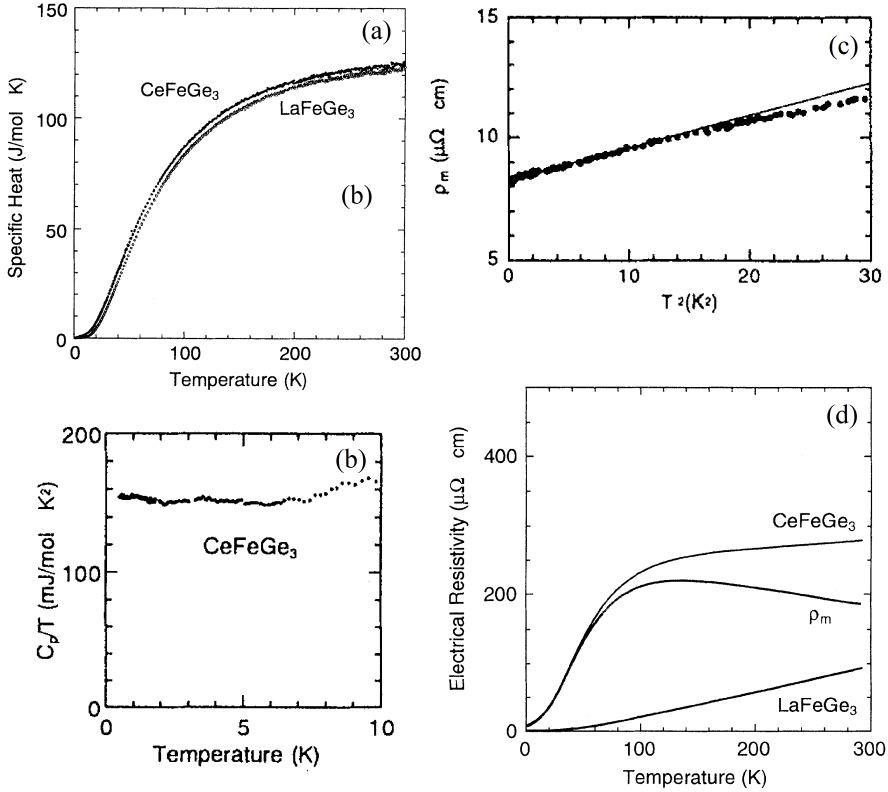 150
100
50
0
0
100
200
300
Specific Heat (J/mol K)
Temperature (K)
(a)
CeFeGe₃
LaFeGe₃
(b)
15
10
5
0
10
20
30
ρm (μΩ cm)
T ²(K²)
(c)
200
100
0
0
5
10
Cp/T (mJ/mol K²)
Temperature (K)
(b)
CeFeGe₃
400
200
0
0
100
200
300
Electrical Resistivity (μΩ cm)
Temperature (K)
(d)
CeFeGe₃
ρm
LaFeGe₃